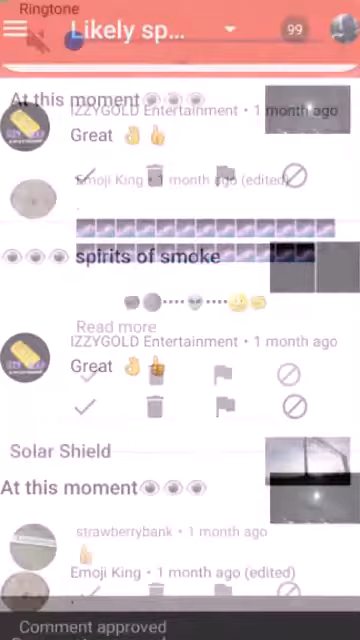 Ringtone
Likely sp...
99
At this moment👁👁👁
IZZYGOLD Entertainment • 1 month ago
Great 👌👍
Emoji King • 1 month ago (edited)
👁👁👁 spirits of smoke
✊🌑····👽····🌝✊
Read more
IZZYGOLD Entertainment • 1 month ago
Great 👌👍
Solar Shield
At this moment👁👁👁
strawberrybank • 1 month ago
👍
Emoji King • 1 month ago (edited)
Comment approved